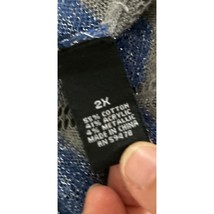 2X
55% COTTON
41% ACRYLIC
4% METALLIC
MADE IN CHINA
RN 59478